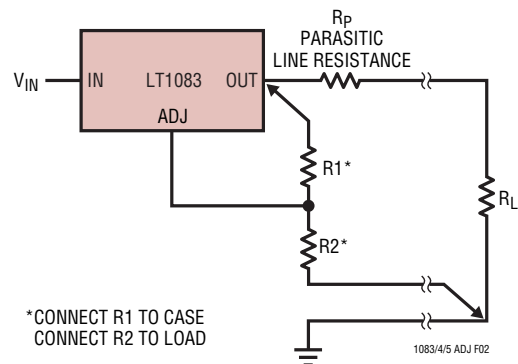 RP
PARASITIC
LINE RESISTANCE
VIN
IN
LT1083
OUT
ADJ
R1*
RL
R2*
*CONNECT R1 TO CASE
CONNECT R2 TO LOAD
1083/4/5 ADJ F02